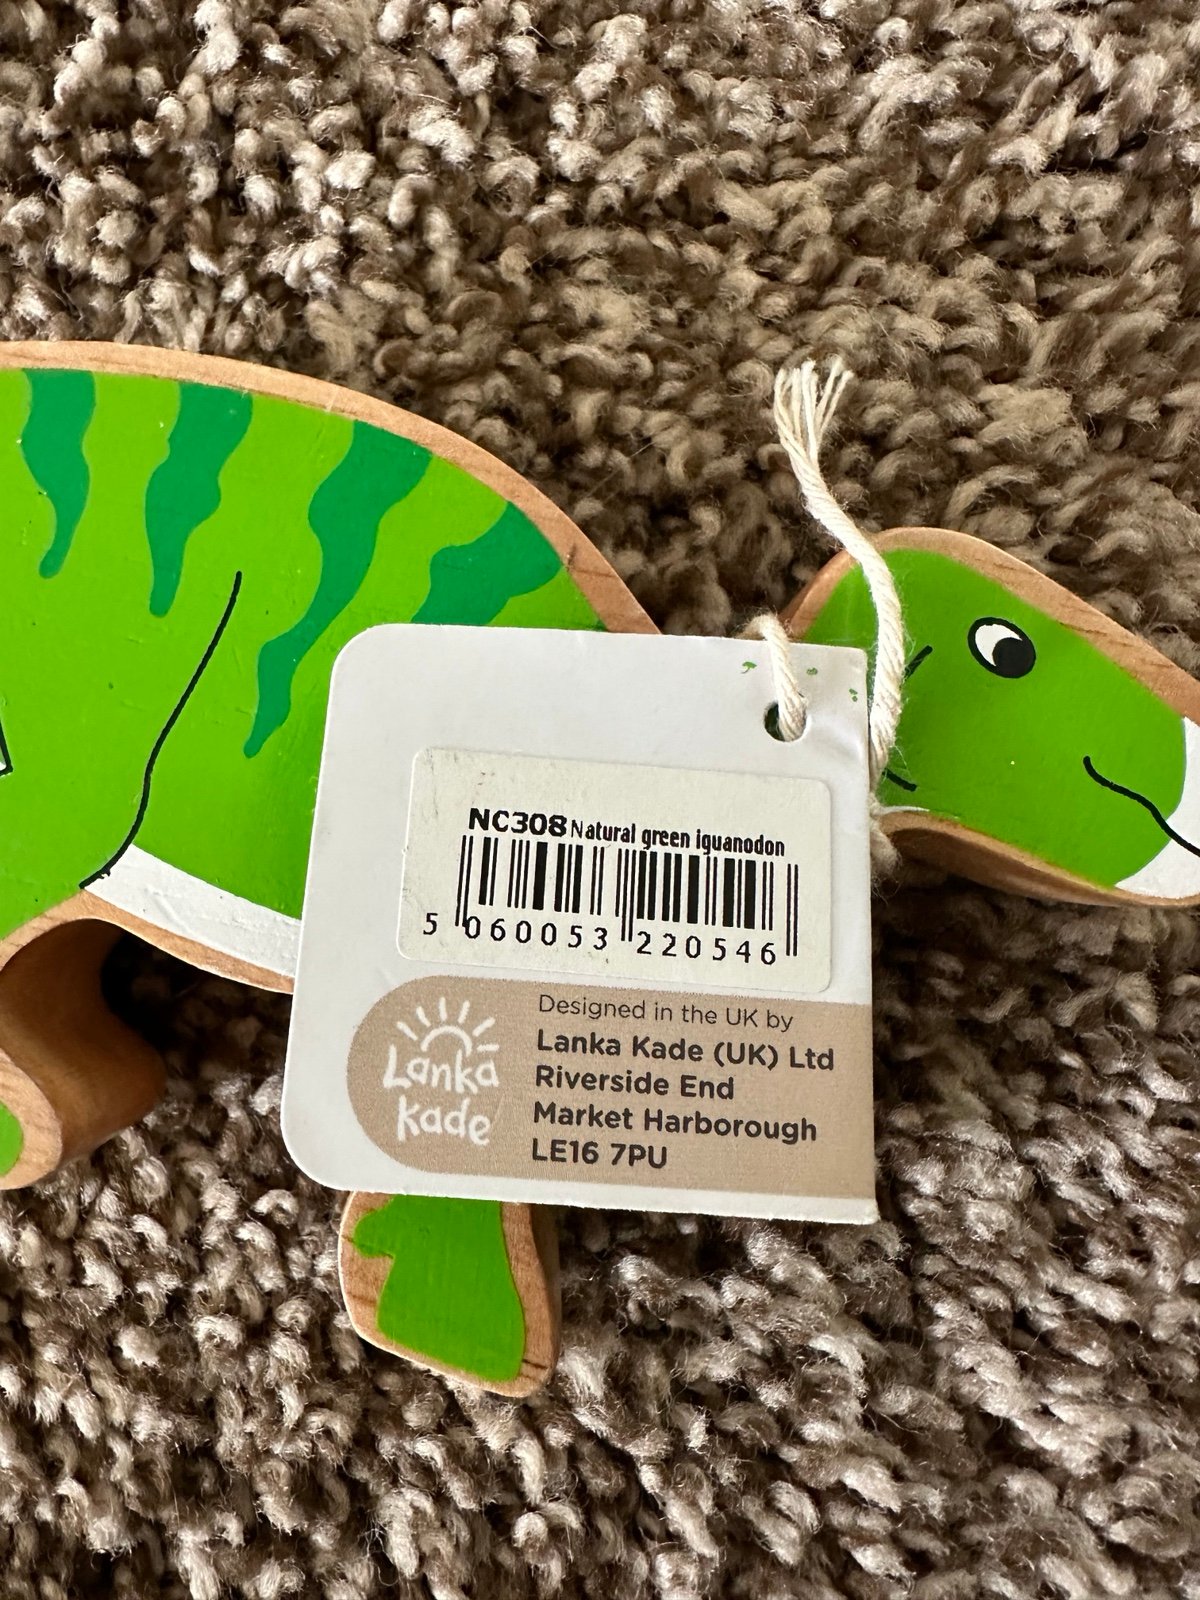 NC308 Natural green iguanodon
5 060053 220546
Lanka
kade
Designed in the UK by
Lanka Kade (UK) Ltd
Riverside End
Market Harborough
LE16 7PU